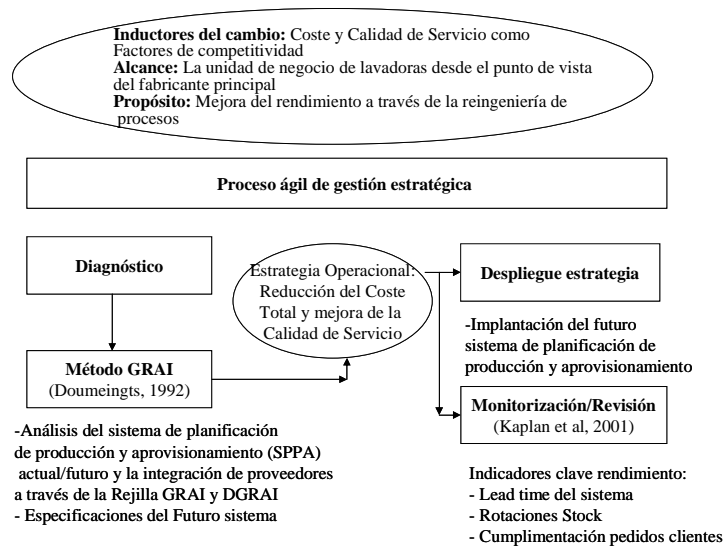 Inductores del cambio: Coste y Calidad de Servicio como
Factores de competitividad
Alcance: La unidad de negocio de lavadoras desde el punto de vista
del fabricante principal
Propósito: Mejora del rendimiento a través de la reingeniería de
procesos
Proceso ágil de gestión estratégica
Diagnóstico
Método GRAI
(Doumeingts, 1992)
-Análisis del sistema de planificación
de producción y aprovisionamiento (SPPA)
actual/futuro y la integración de proveedores
a través de la Rejilla GRAI y DGRAI
- Especificaciones del Futuro sistema
Estrategia Operacional:
Reducción del Coste
Total y mejora de la
Calidad de Servicio
Despliegue estrategia
-Implantación del futuro
sistema de planificación de
producción y aprovisionamiento
Monitorización/Revisión
(Kaplan et al, 2001)
Indicadores clave rendimiento:
- Lead time del sistema
- Rotaciones Stock
- Cumplimentación pedidos clientes